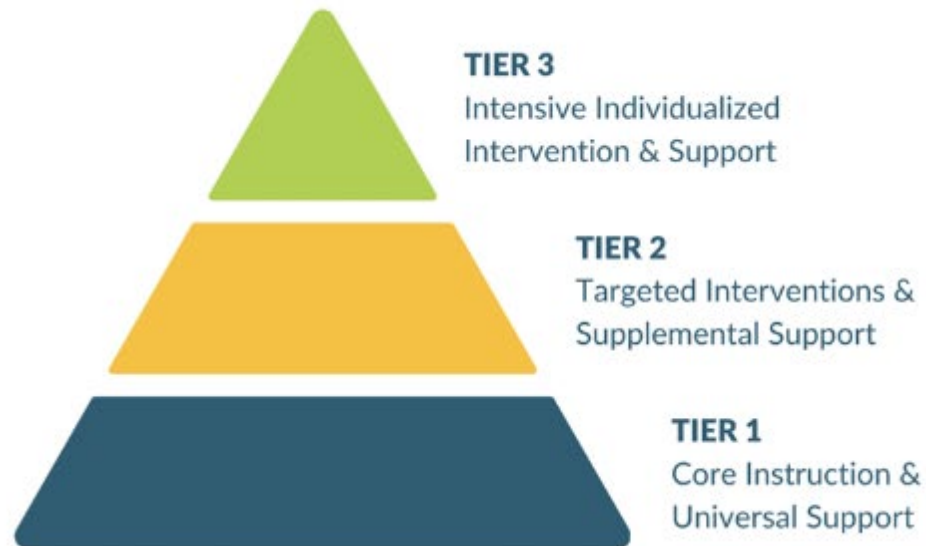 TIER 3
Intensive Individualized
Intervention & Support
TIER 2
Targeted Interventions &
Supplemental Support
TIER 1
Core Instruction &
Universal Support